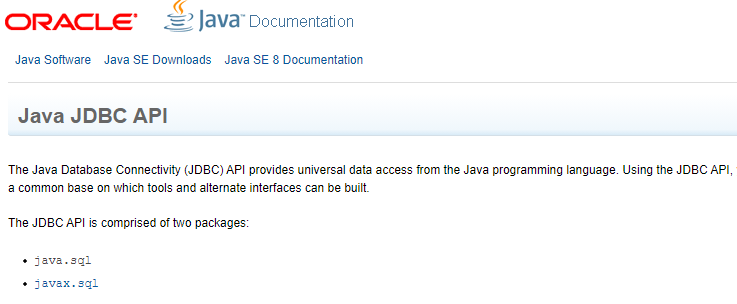 ORACLE Java™ Documentation
Java Software Java SE Downloads Java SE 8 Documentation
Java JDBC API
The Java Database Connectivity (JDBC) API provides universal data access from the Java programming language. Using the JDBC API,
a common base on which tools and alternate interfaces can be built.
The JDBC API is comprised of two packages:
• java.sql
• javax.sql